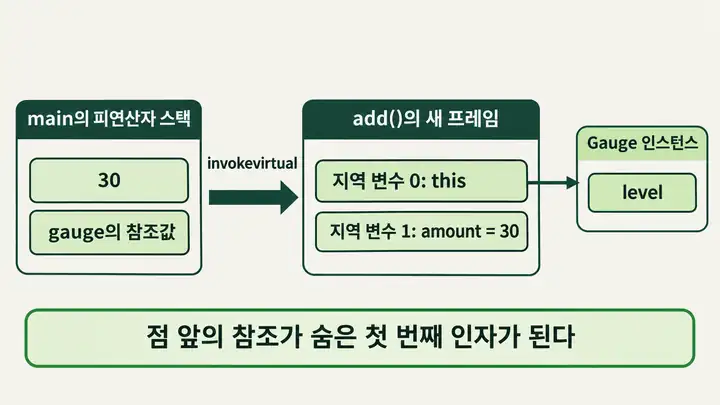 main의 피연산자 스택
30
gauge의 참조값
invokevirtual
add()의 새 프레임
지역 변수 0: this
지역 변수 1: amount = 30
Gauge 인스턴스
level
점 앞의 참조가 숨은 첫 번째 인자가 된다